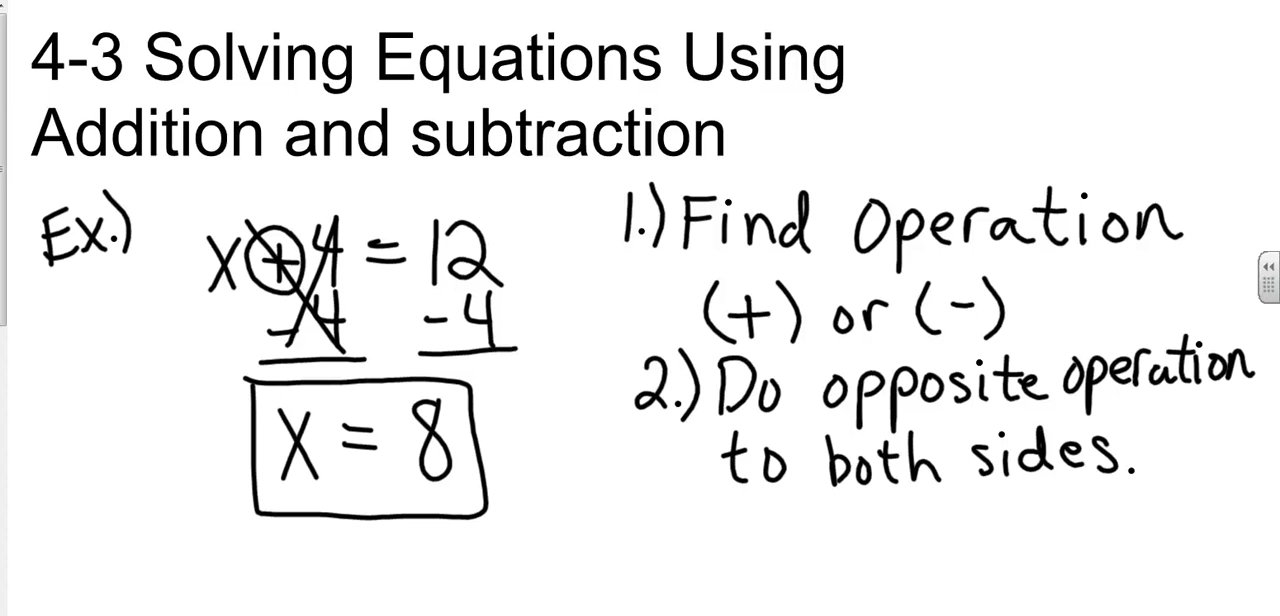 4-3 Solving Equations Using
Addition and subtraction
Ex.) x + 4 = 12
- 4 - 4
x = 8
1.) Find operation
(+) or (-)
2.) Do opposite operation
to both sides.